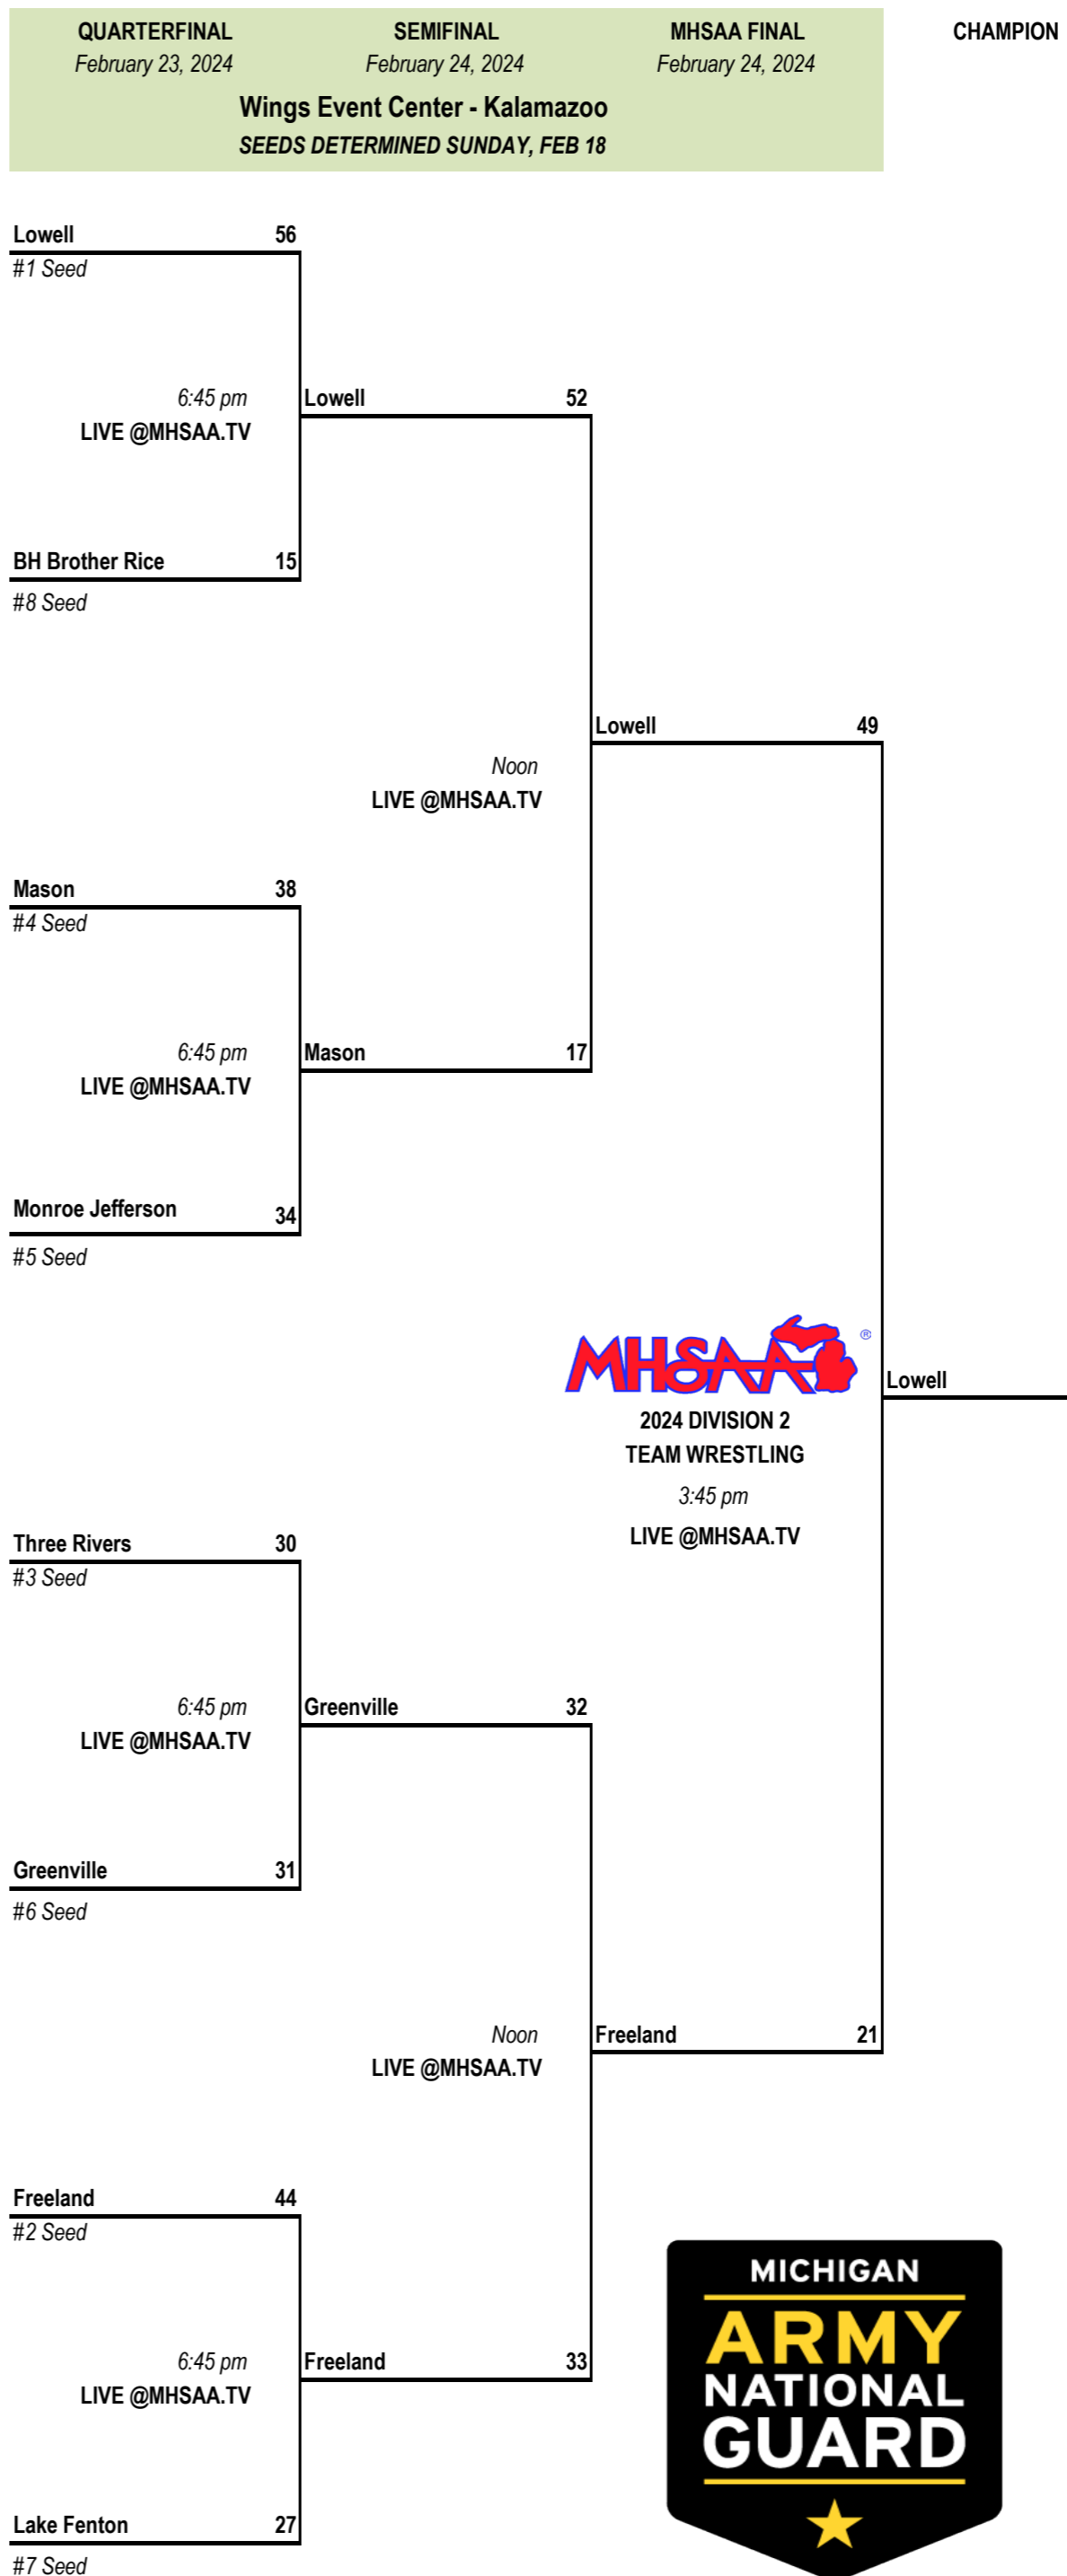 QUARTERFINAL SEMIFINAL MHSAA FINAL CHAMPION
February 23, 2024 February 24, 2024 February 24, 2024
Wings Event Center - Kalamazoo
SEEDS DETERMINED SUNDAY, FEB 18
Lowell 56
#1 Seed
6:45 pm
LIVE @MHSAA.TV
Lowell 52
BH Brother Rice 15
#8 Seed
Lowell 49
Noon
LIVE @MHSAA.TV
Mason 38
#4 Seed
6:45 pm
LIVE @MHSAA.TV
Mason 17
Monroe Jefferson 34
#5 Seed
MHSAA ®
Lowell
2024 DIVISION 2
TEAM WRESTLING
3:45 pm
LIVE @MHSAA.TV
Three Rivers 30
#3 Seed
6:45 pm
LIVE @MHSAA.TV
Greenville 32
Greenville 31
#6 Seed
Noon
LIVE @MHSAA.TV
Freeland 21
Freeland 44
#2 Seed
6:45 pm
LIVE @MHSAA.TV
Freeland 33
Lake Fenton 27
#7 Seed
MICHIGAN
ARMY
NATIONAL
GUARD